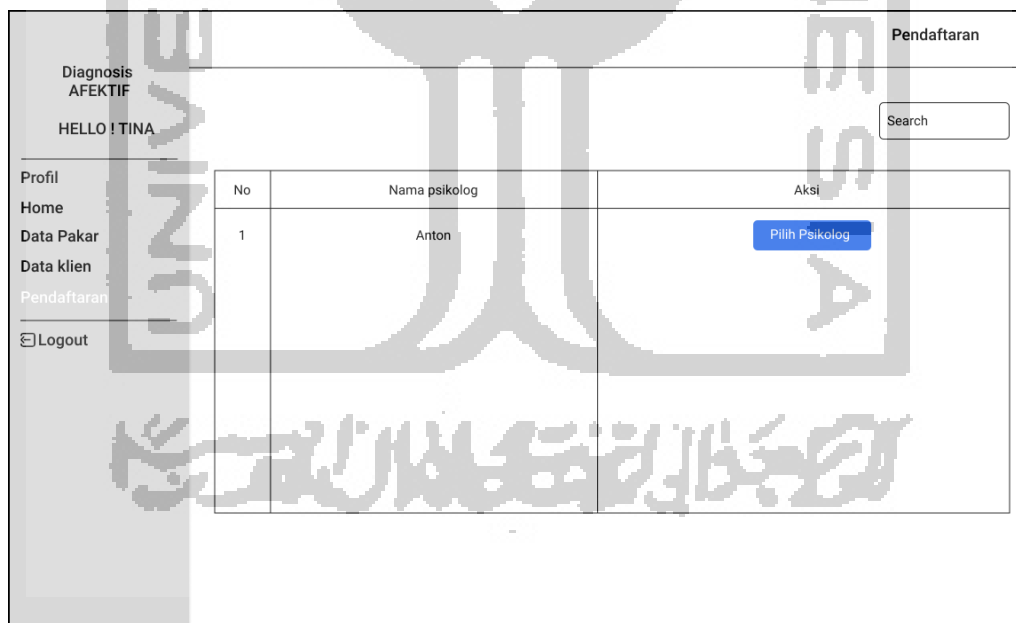 Pendaftaran
Diagnosis
AFEKTIF
HELLO ! TINA
Search
Profil
Home
Data Pakar
Data klien
Pendaftaran
Logout
No Nama psikolog Aksi
1 Anton Pilih Psikolog